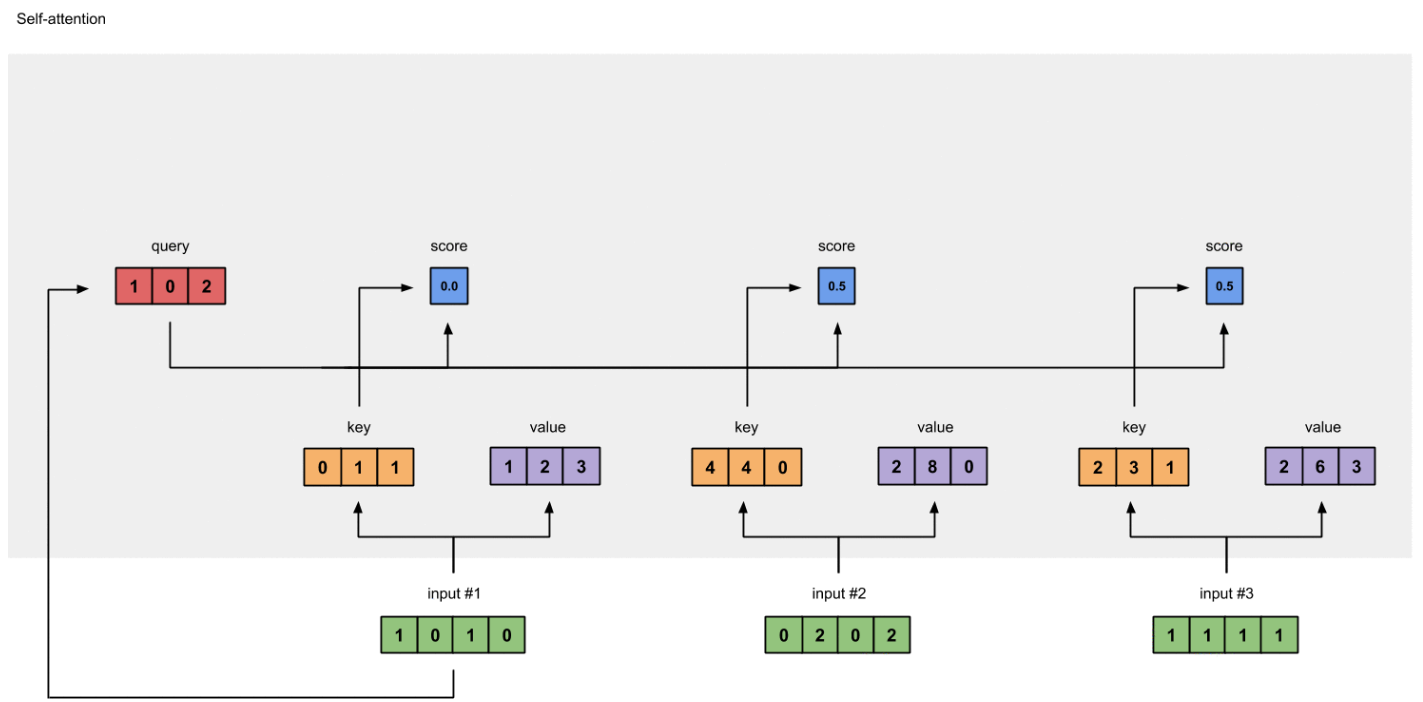 Self-attention
query
score
score
score
1 0 2
0.0
0.5
0.5
key
value
key
value
key
value
0 1 1
1 2 3
4 4 0
2 8 0
2 3 1
2 6 3
input #1
input #2
input #3
1 0 1 0
0 2 0 2
1 1 1 1